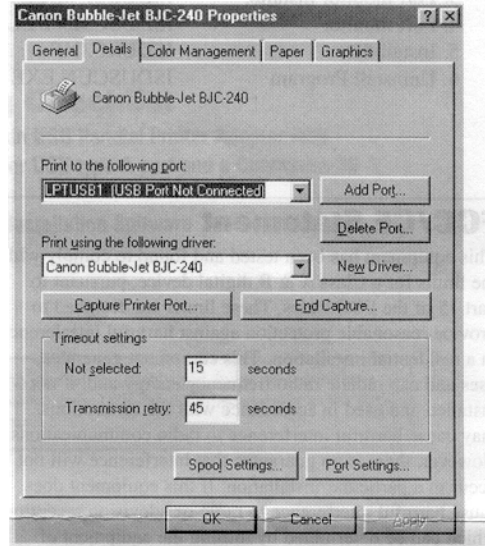 Canon Bubble-Jet BJC-240 Properties
General Details Color Management Paper Graphics
Canon Bubble-Jet BJC-240
Print to the following port:
LPTUSB1 (USB Port Not Connected) Add Port...
Delete Port...
Print using the following driver:
Canon Bubble-Jet BJC-240 New Driver...
Capture Printer Port... End Capture...
Timeout settings
Not selected: 15 seconds
Transmission retry: 45 seconds
Spool Settings... Port Settings...
OK Cancel Apply